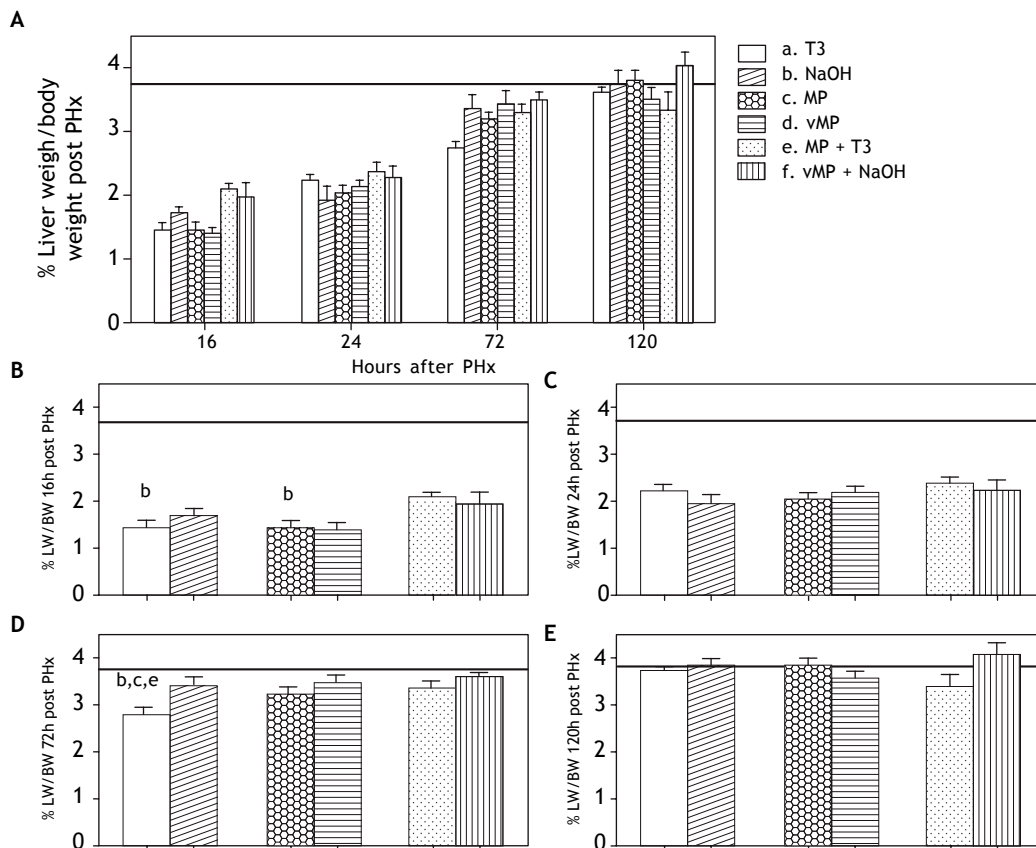 A
% Liver weigh/body
weight post PHx
4
3
2
1
0
16
24
72
120
Hours after PHx
a. T3
b. NaOH
c. MP
d. vMP
e. MP + T3
f. vMP + NaOH
B
% LW/BW 16h post PHx
4
3
2
1
0
b
b
C
%LW/BW 24h post PHx
4
3
2
1
0
D
% LW/BW 72h post PHx
4
3
2
1
0
b,c,e
E
% LW/BW 120h post PHx
4
3
2
1
0